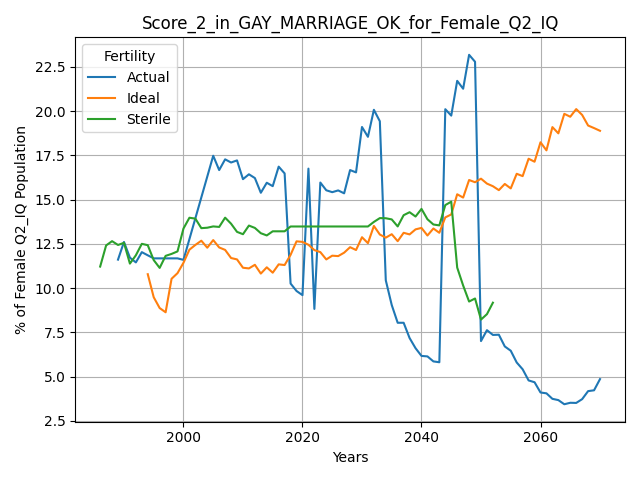 Score_2_in_GAY_MARRIAGE_OK_for_Female_Q2_IQ
Fertility
Actual
Ideal
Sterile
% of Female Q2_IQ Population
22.5
20.0
17.5
15.0
12.5
10.0
7.5
5.0
2.5
2000 2020 2040 2060
Years